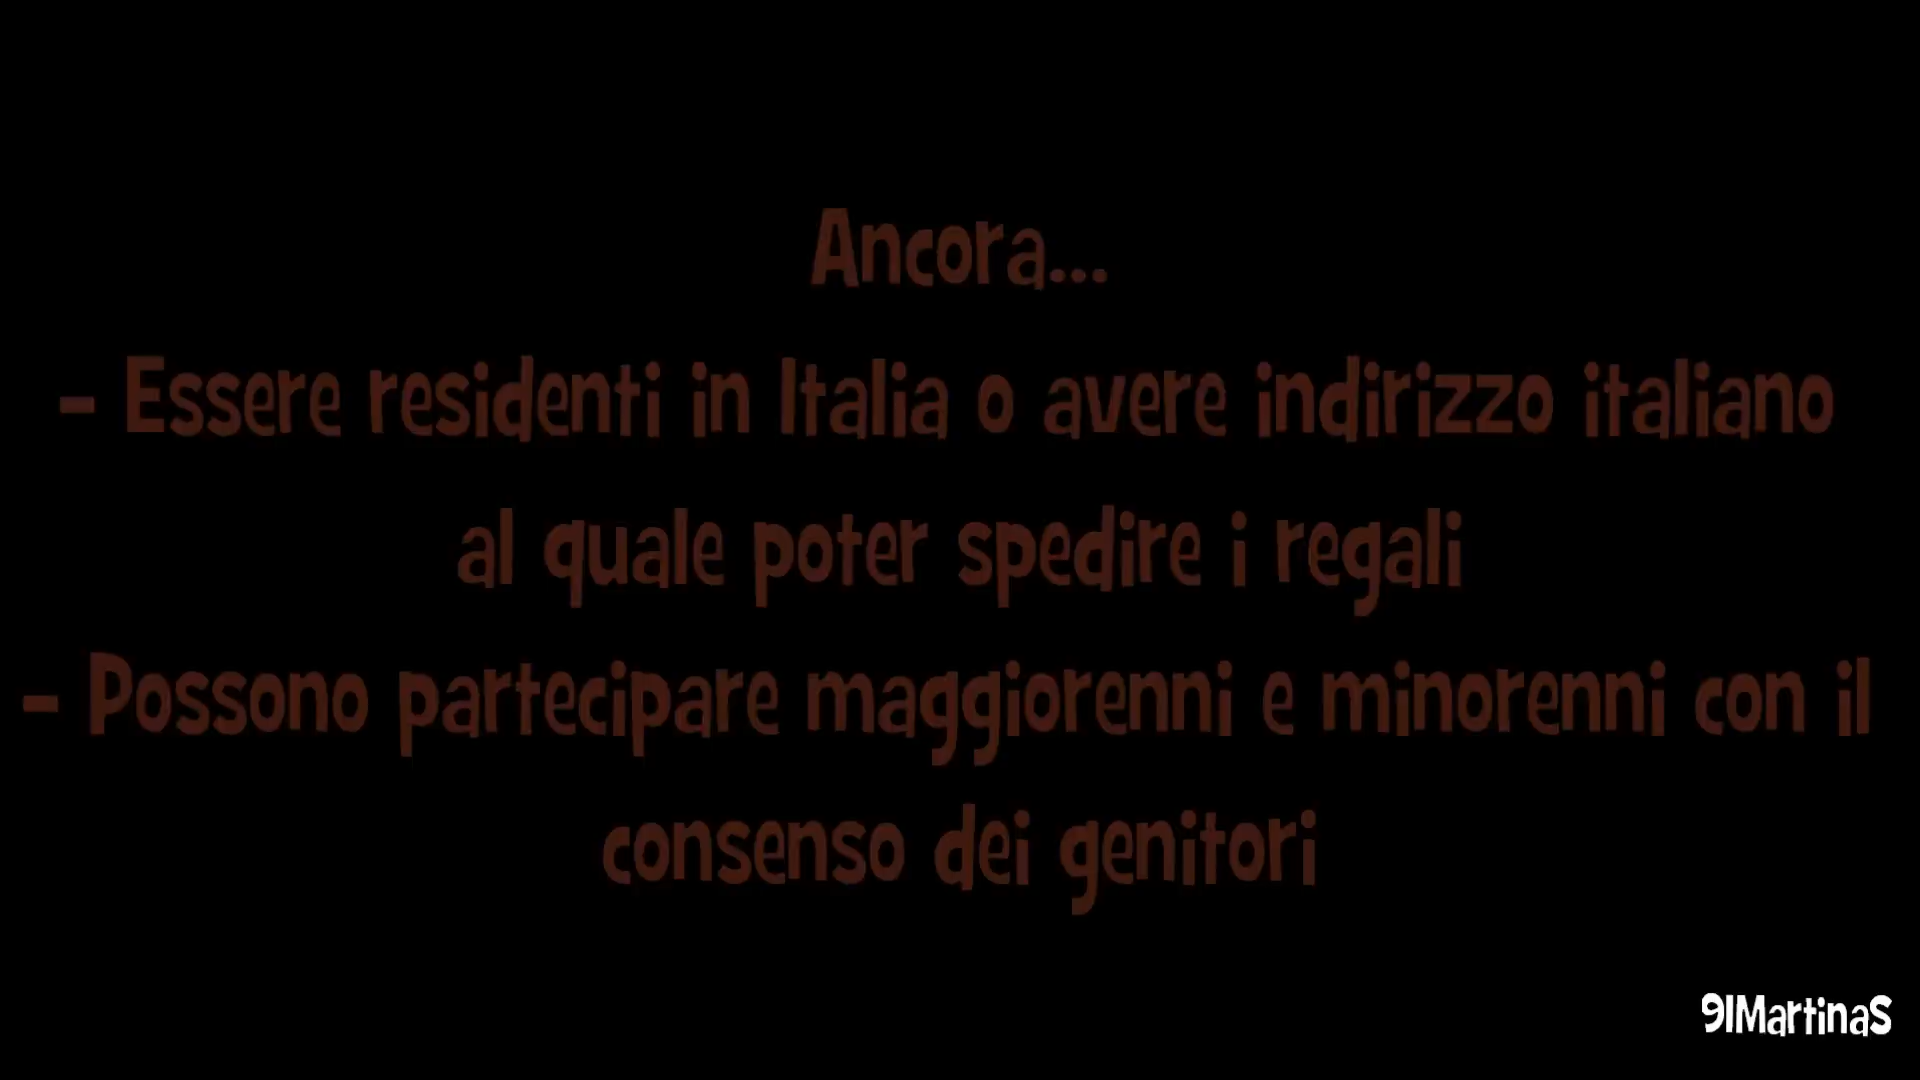 Ancora...
- Essere residenti in Italia o avere indirizzo italiano
al quale poter spedire i regali
- Possono partecipare maggiorenni e minorenni con il
consenso dei genitori
91MartinaS